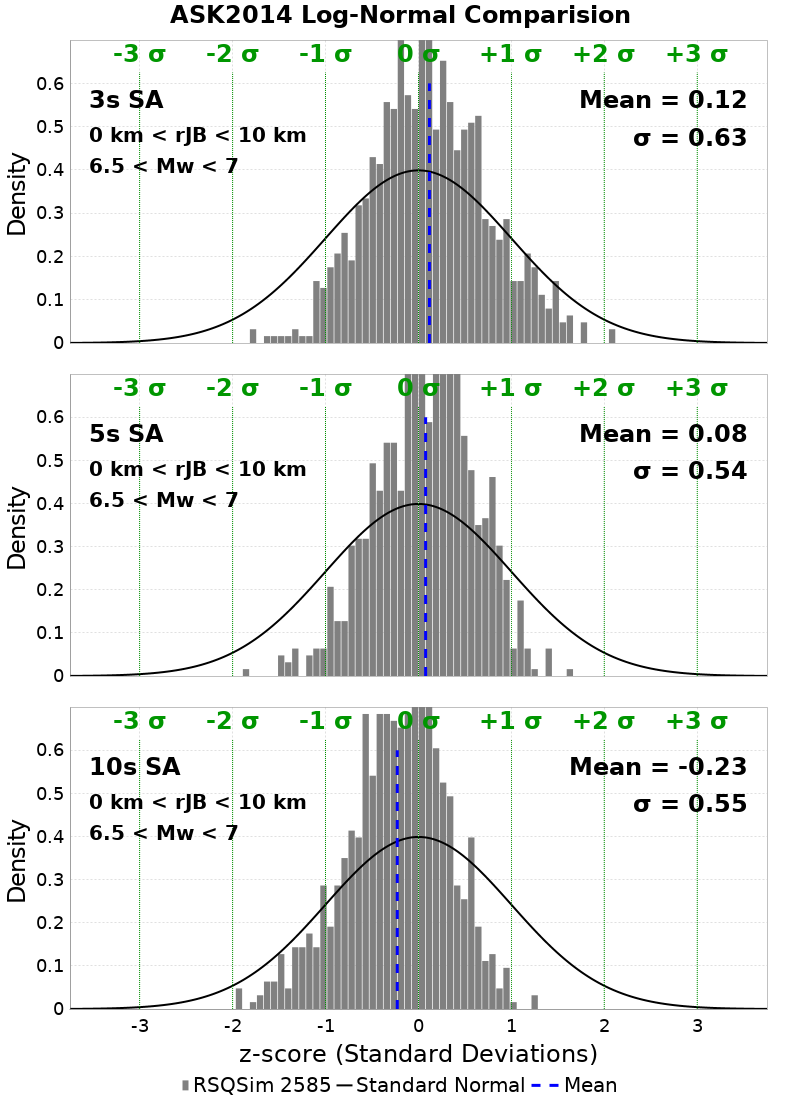 ASK2014 Log-Normal Comparision
-3 σ -2 σ -1 σ 0 σ +1 σ +2 σ +3 σ
3s SA
0 km < rJB < 10 km
6.5 < Mw < 7
Mean = 0.12
σ = 0.63
0.6
0.5
0.4
0.3
0.2
0.1
0
Density
-3 σ -2 σ -1 σ 0 σ +1 σ +2 σ +3 σ
5s SA
0 km < rJB < 10 km
6.5 < Mw < 7
Mean = 0.08
σ = 0.54
0.6
0.5
0.4
0.3
0.2
0.1
0
Density
-3 σ -2 σ -1 σ 0 σ +1 σ +2 σ +3 σ
10s SA
0 km < rJB < 10 km
6.5 < Mw < 7
Mean = -0.23
σ = 0.55
0.6
0.5
0.4
0.3
0.2
0.1
0
Density
-3 -2 -1 0 1 2 3
z-score (Standard Deviations)
RSQSim 2585 Standard Normal Mean